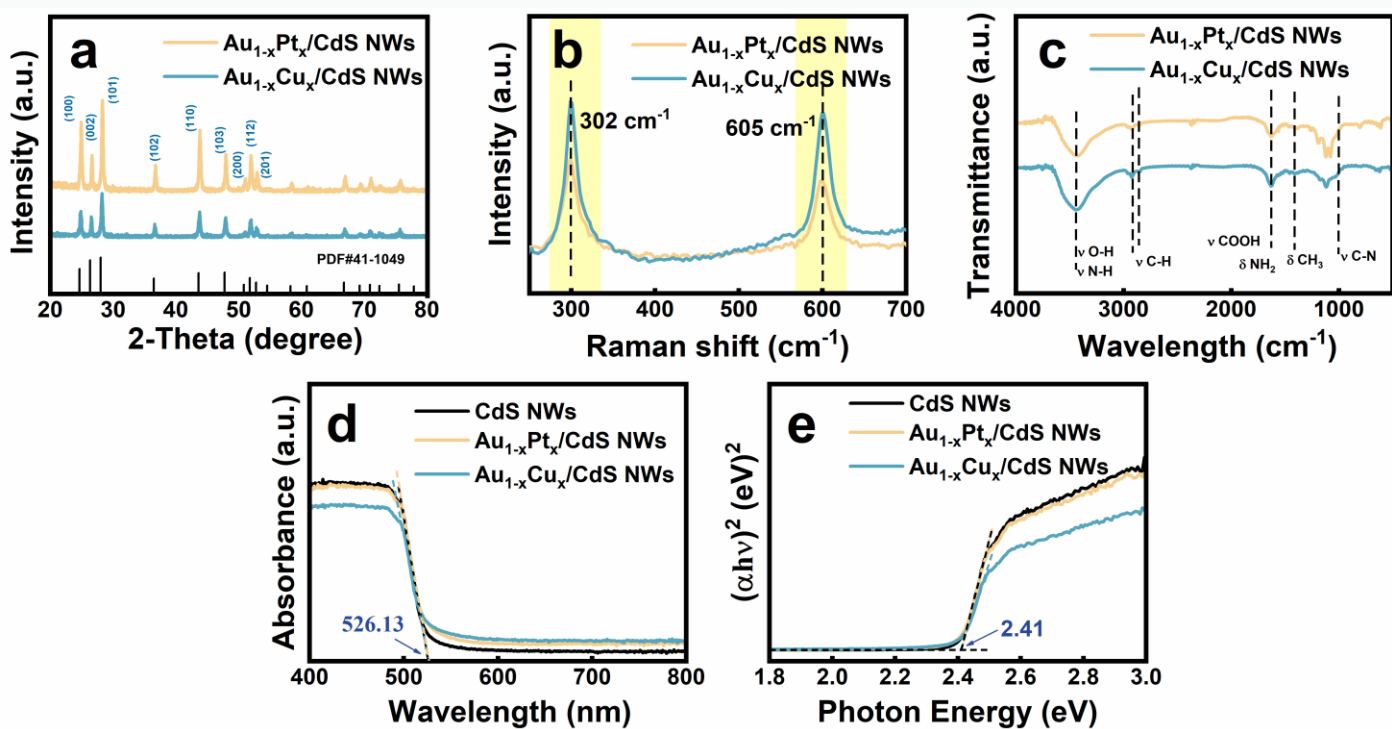 a
Au1-xPtx/CdS NWs
Au1-xCux/CdS NWs
(100)
(002)
(101)
(102)
(110)
(103)
(200)
(112)
(201)
PDF#41-1049
Intensity (a.u.)
20 30 40 50 60 70 80
2-Theta (degree)
b
Au1-xPtx/CdS NWs
Au1-xCux/CdS NWs
302 cm-1
605 cm-1
Intensity (a.u.)
300 400 500 600 700
Raman shift (cm-1)
c
Au1-xPtx/CdS NWs
Au1-xCux/CdS NWs
ν O-H
ν N-H
ν C-H
ν COOH
δ NH2
δ CH3
ν C-N
Transmittance (a.u.)
4000 3000 2000 1000
Wavelength (cm-1)
d
CdS NWs
Au1-xPtx/CdS NWs
Au1-xCux/CdS NWs
526.13
Absorbance (a.u.)
400 500 600 700 800
Wavelength (nm)
e
CdS NWs
Au1-xPtx/CdS NWs
Au1-xCux/CdS NWs
2.41
(αhν)2 (eV)2
1.8 2.0 2.2 2.4 2.6 2.8 3.0
Photon Energy (eV)